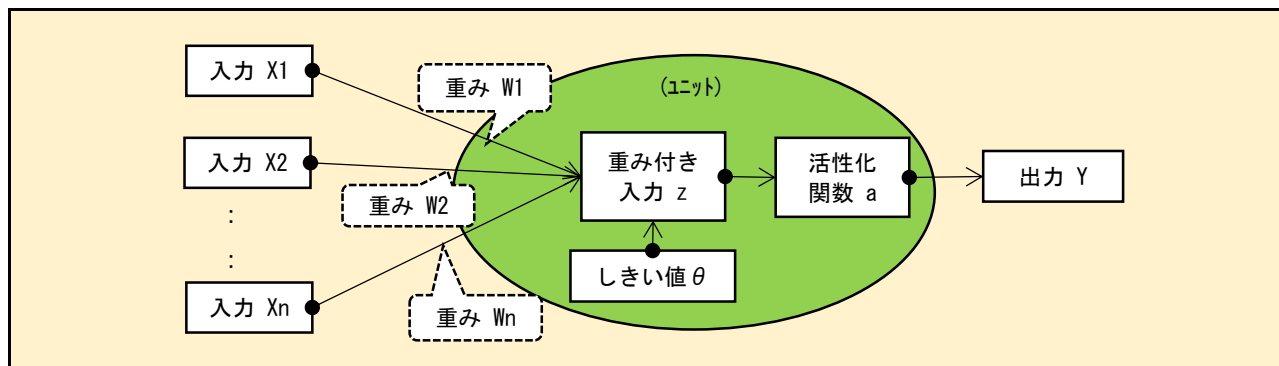 入力 X1
重み W1
(ﾕﾆｯﾄ)
入力 X2
重み W2
重み付き
入力 z
活性化
関数 a
出力 Y
:
:
しきい値θ
入力 Xn
重み Wn